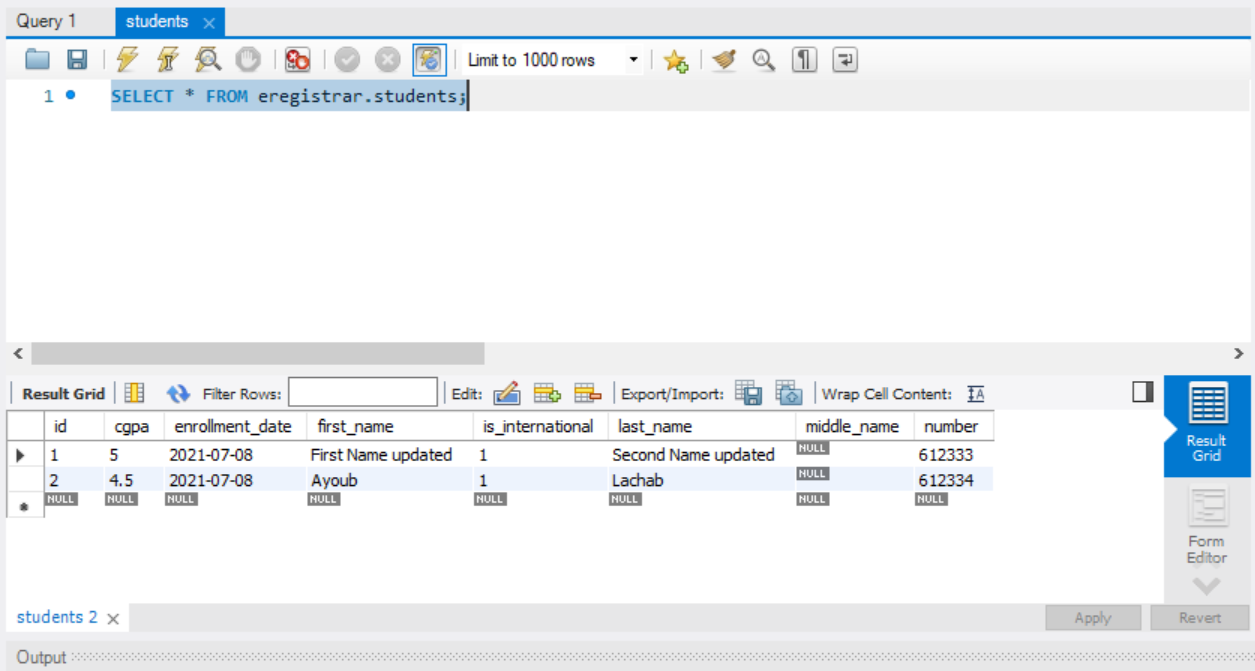 Query 1 students
Limit to 1000 rows
1 SELECT * FROM eregistrar.students;
Result Grid Filter Rows: Edit: Export/Import: Wrap Cell Content:
id cgpa enrollment_date first_name is_international last_name middle_name number
1 5 2021-07-08 First Name updated 1 Second Name updated NULL 612333
2 4.5 2021-07-08 Ayoub 1 Lachab NULL 612334
NULL NULL NULL NULL NULL NULL NULL NULL
Result
Grid
Form
Editor
students 2 Apply Revert
Output